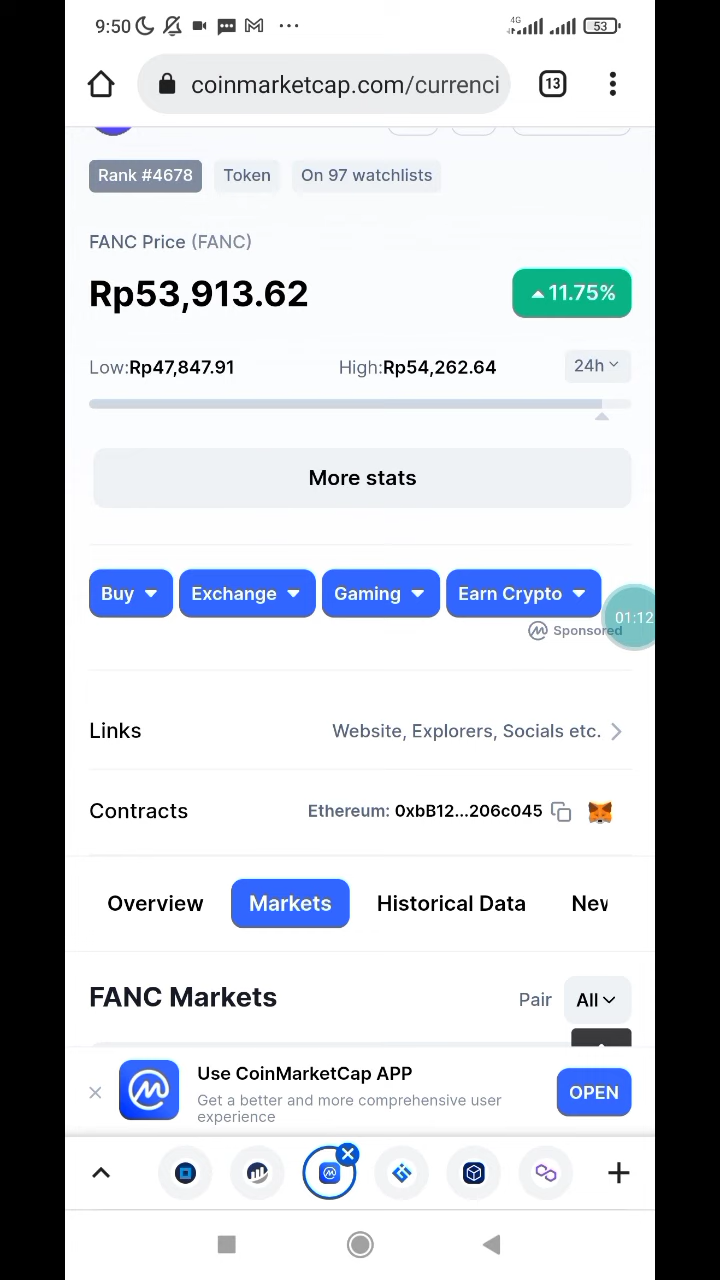 9:50
4G
53
coinmarketcap.com/currenci
13
Rank #4678 Token On 97 watchlists
FANC Price (FANC)
Rp53,913.62
11.75%
Low:Rp47,847.91 High:Rp54,262.64 24h
More stats
Buy Exchange Gaming Earn Crypto
01:12
Sponsored
Links Website, Explorers, Socials etc.
Contracts Ethereum: 0xbB12...206c045
Overview Markets Historical Data Nev
FANC Markets Pair All
Use CoinMarketCap APP
Get a better and more comprehensive user
experience
OPEN